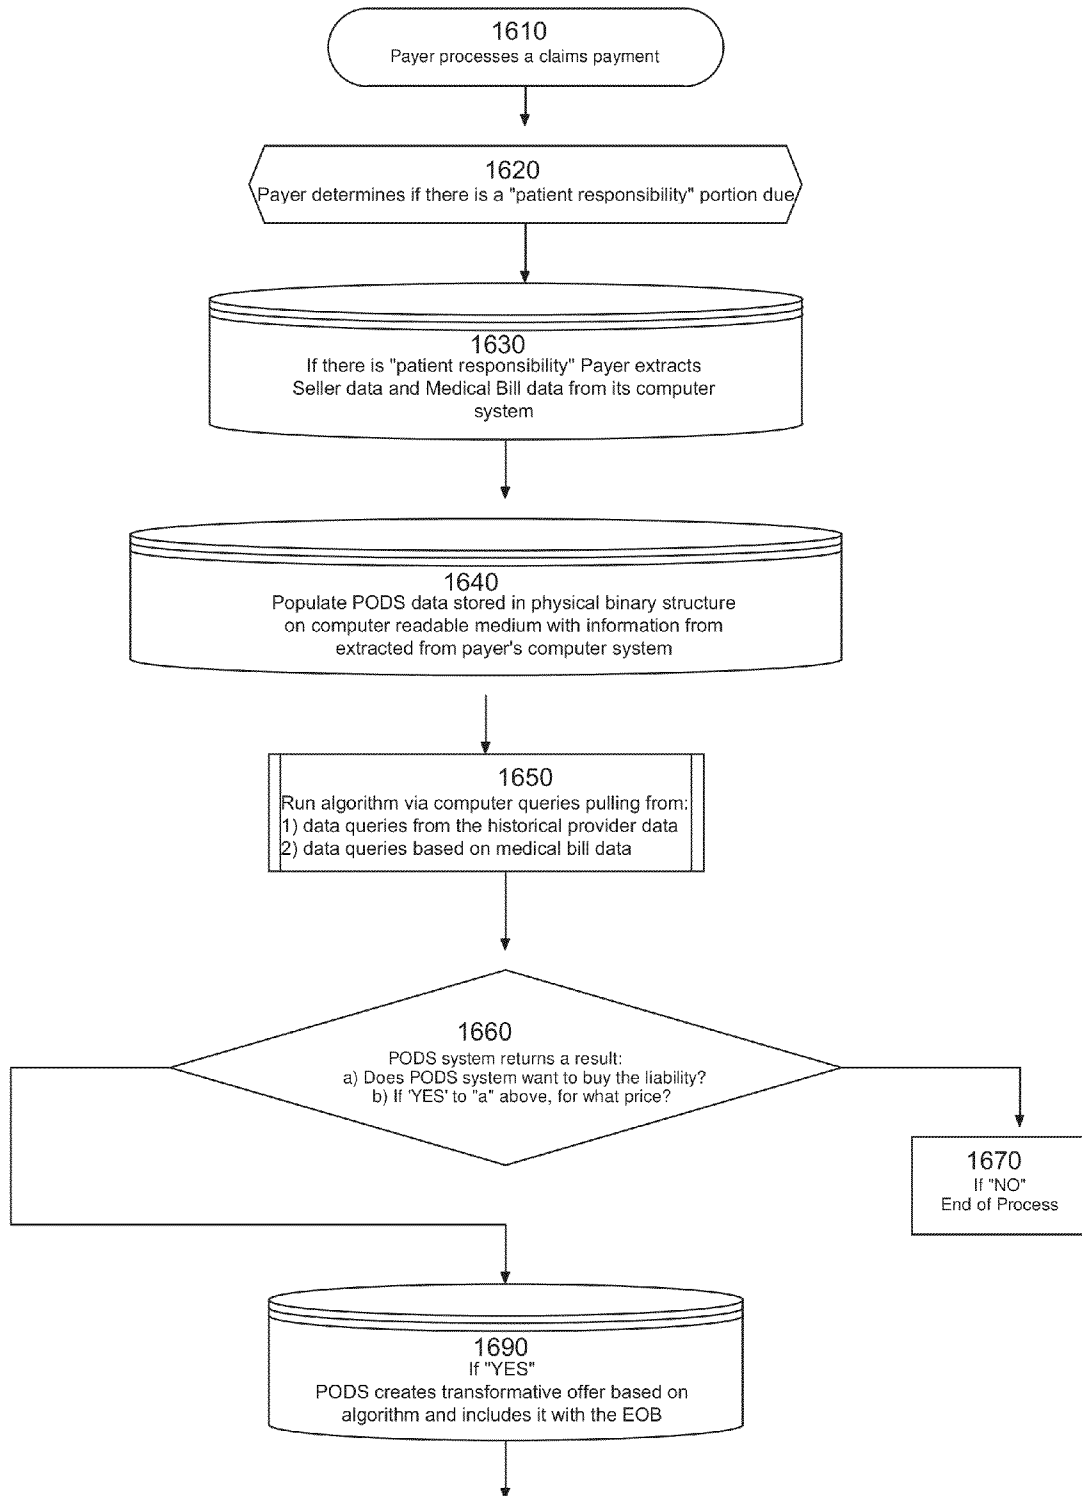 1610
Payer processes a claims payment
1620
Payer determines if there is a "patient responsibility" portion due
1630
If there is "patient responsibility" Payer extracts
Seller data and Medical Bill data from its computer
system
1640
Populate PODS data stored in physical binary structure
on computer readable medium with information from
extracted from payer's computer system
1650
Run algorithm via computer queries pulling from:
1) data queries from the historical provider data
2) data queries based on medical bill data
1660
PODS system returns a result:
a) Does PODS system want to buy the liability?
b) If 'YES' to "a" above, for what price?
1670
If "NO"
End of Process
1690
If "YES"
PODS creates transformative offer based on
algorithm and includes it with the EOB